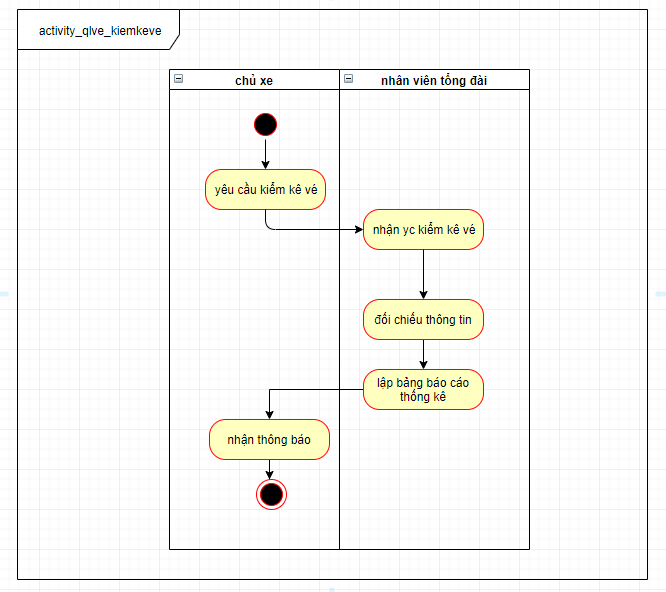 activity_qlve_kiemkeve
chủ xe
nhân viên tổng đài
yêu cầu kiểm kê vé
nhận yc kiểm kê vé
đối chiếu thông tin
lập bảng báo cáo
thống kê
nhận thông báo